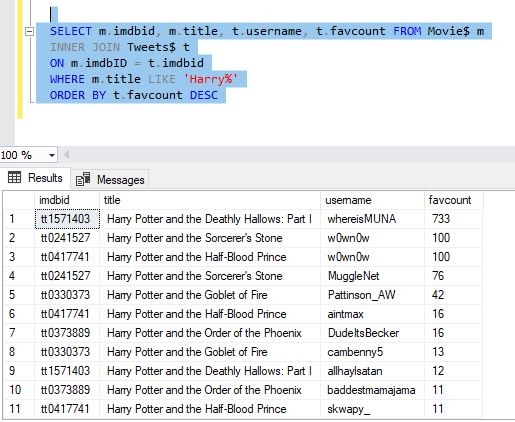 SELECT m.imdbid, m.title, t.username, t.favcount FROM Movie$ m
INNER JOIN Tweets$ t
ON m.imdbID = t.imdbid
WHERE m.title LIKE 'Harry%'
ORDER BY t.favcount DESC
100 %
Results Messages
imdbid title username favcount
1 tt1571403 Harry Potter and the Deathly Hallows: Part I whereisMUNA 733
2 tt0241527 Harry Potter and the Sorcerer's Stone w0wn0w 100
3 tt0417741 Harry Potter and the Half-Blood Prince w0wn0w 100
4 tt0241527 Harry Potter and the Sorcerer's Stone MuggleNet 76
5 tt0330373 Harry Potter and the Goblet of Fire Pattinson_AW 42
6 tt0417741 Harry Potter and the Half-Blood Prince aintmax 16
7 tt0373889 Harry Potter and the Order of the Phoenix DudeItsBecker 16
8 tt0330373 Harry Potter and the Goblet of Fire cambenny5 13
9 tt1571403 Harry Potter and the Deathly Hallows: Part I allhaylsatan 12
10 tt0373889 Harry Potter and the Order of the Phoenix baddestmamajama 11
11 tt0417741 Harry Potter and the Half-Blood Prince skwapy_ 11